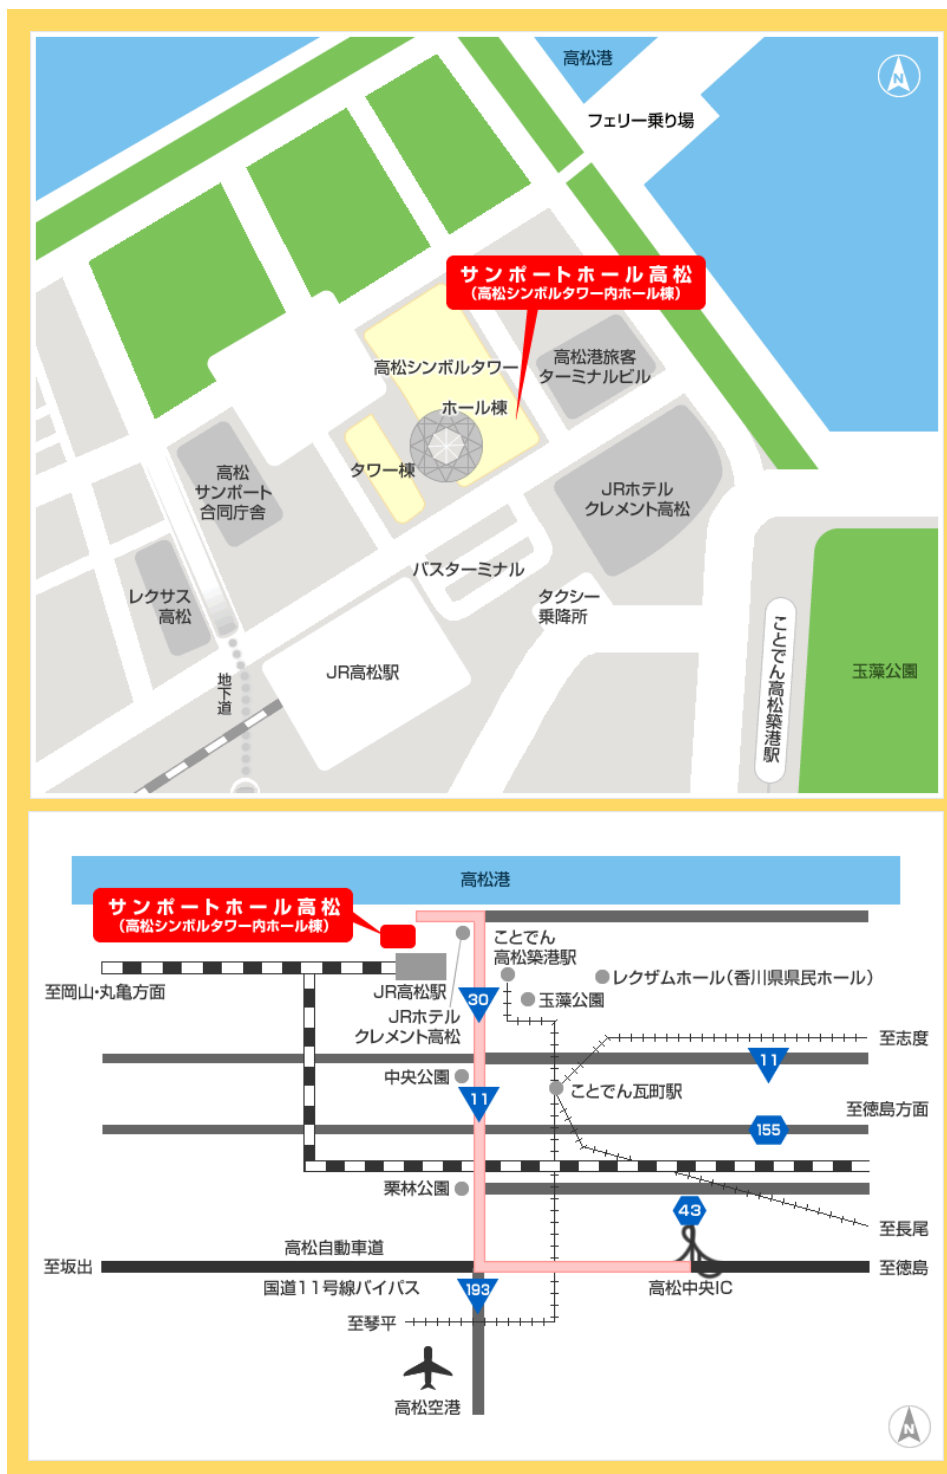 高松港
N
フェリー乗り場
サンポートホール高松
（高松シンボルタワー内ホール棟）
高松港旅客
ターミナルビル
高松シンボルタワー
ホール棟
タワー棟
高松
サンポート
合同庁舎
JRホテル
クレメント高松
バスターミナル
レクサス
高松
タクシー
乗降所
地下道
JR高松駅
ことでん高松築港駅
玉藻公園
高松港
サンポートホール高松
（高松シンボルタワー内ホール棟）
ことでん
高松築港駅
レクザムホール（香川県県民ホール）
至岡山・丸亀方面
JR高松駅
30
玉藻公園
JRホテル
クレメント高松
至志度
11
中央公園
11
ことでん瓦町駅
至徳島方面
155
栗林公園
43
至長尾
高松自動車道
至坂出
至徳島
国道11号線バイパス
193
高松中央IC
至琴平
高松空港
N